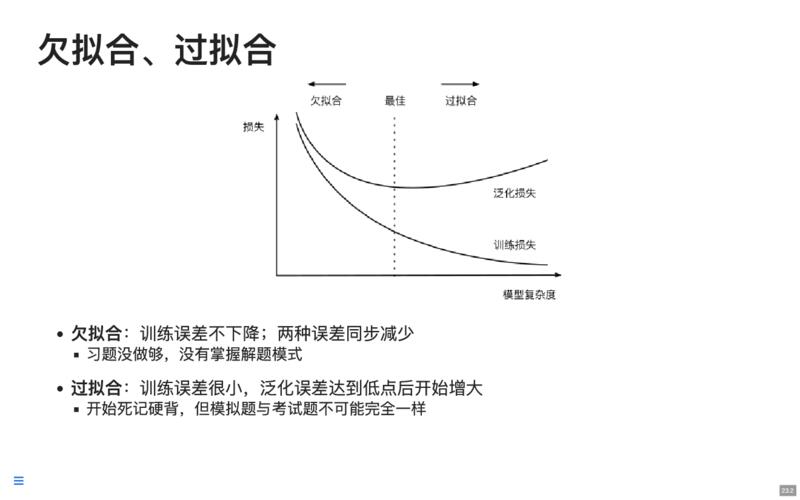 欠拟合、过拟合
欠拟合
最佳
过拟合
损失
泛化损失
训练损失
模型复杂度
• 欠拟合：训练误差不下降；两种误差同步减少
▪ 习题没做够，没有掌握解题模式
• 过拟合：训练误差很小，泛化误差达到低点后开始增大
▪ 开始死记硬背，但模拟题与考试题不可能完全一样
23.2